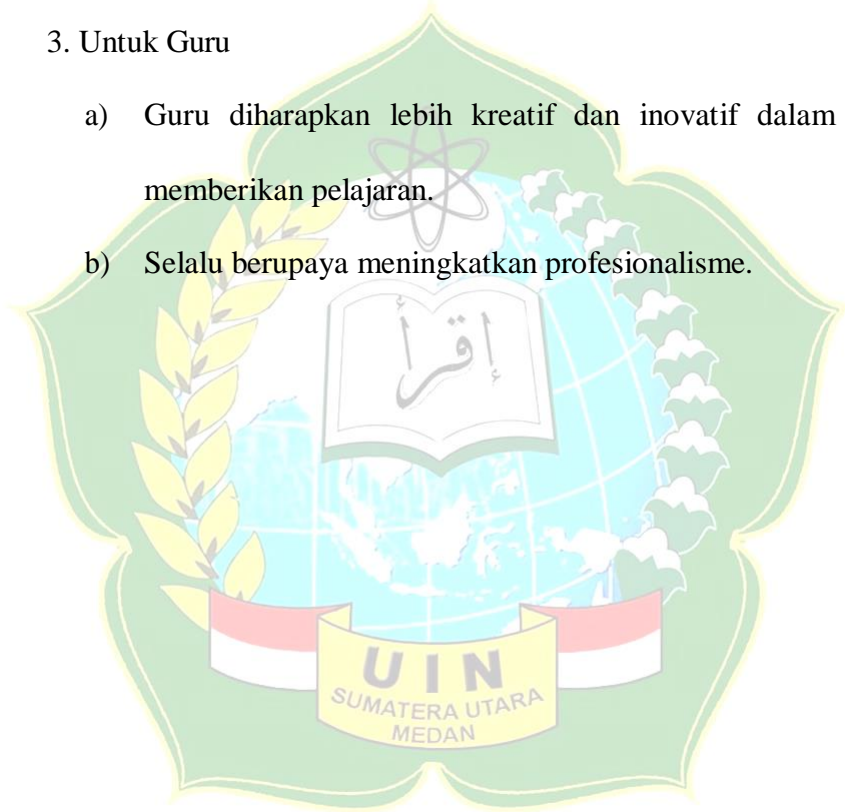 3. Untuk Guru
a) Guru diharapkan lebih kreatif dan inovatif dalam
memberikan pelajaran.
b) Selalu berupaya meningkatkan profesionalisme.
إقرأ
UIN
SUMATERA UTARA
MEDAN